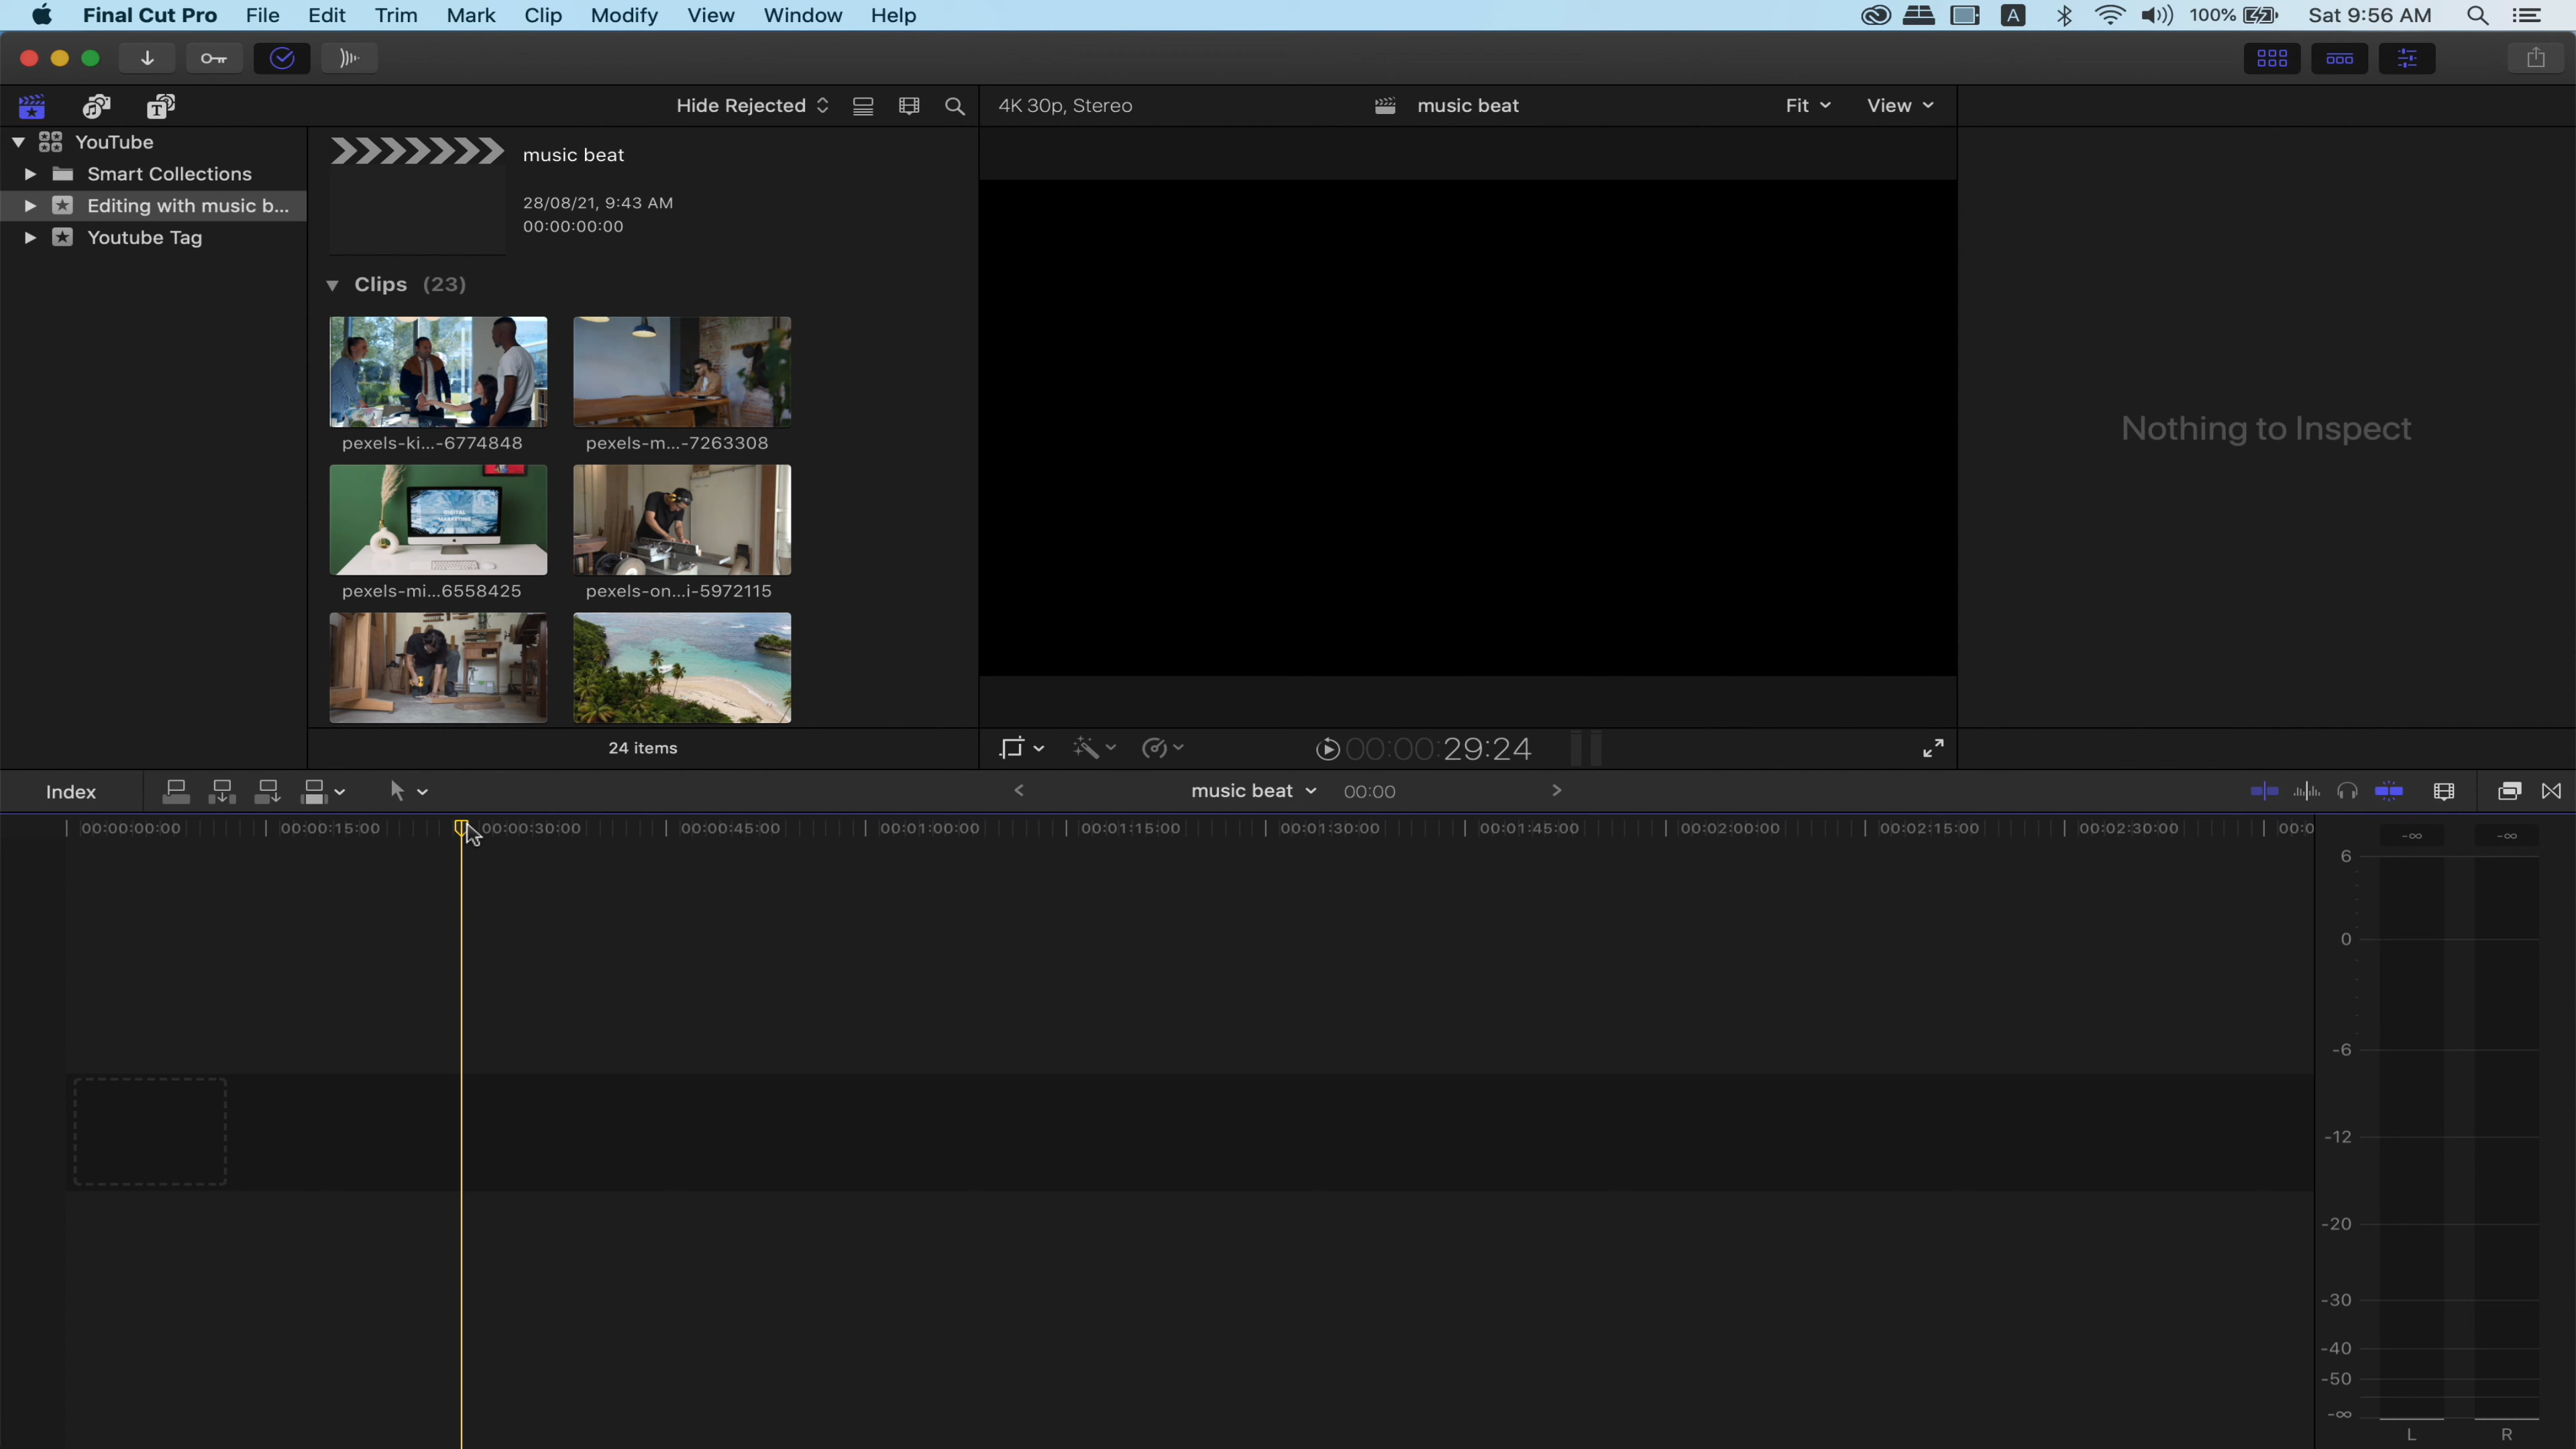 Final Cut Pro File Edit Trim Mark Clip Modify View Window Help A 100% Sat 9:56 AM
Hide Rejected 4K 30p, Stereo music beat Fit View
YouTube
Smart Collections
Editing with music b...
Youtube Tag
music beat
28/08/21, 9:43 AM
00:00:00:00
Clips (23)
pexels-ki...-6774848 pexels-m...-7263308
DIGITAL
MARKETING
pexels-mi...6558425 pexels-on...i-5972115
Nothing to Inspect
24 items
00:00:29:24
Index music beat 00:00
00:00:00:00 00:00:15:00 00:00:30:00 00:00:45:00 00:01:00:00 00:01:15:00 00:01:30:00 00:01:45:00 00:02:00:00 00:02:15:00 00:02:30:00 00:0
-∞ -∞
6
0
-6
-12
-20
-30
-40
-50
-∞
L R